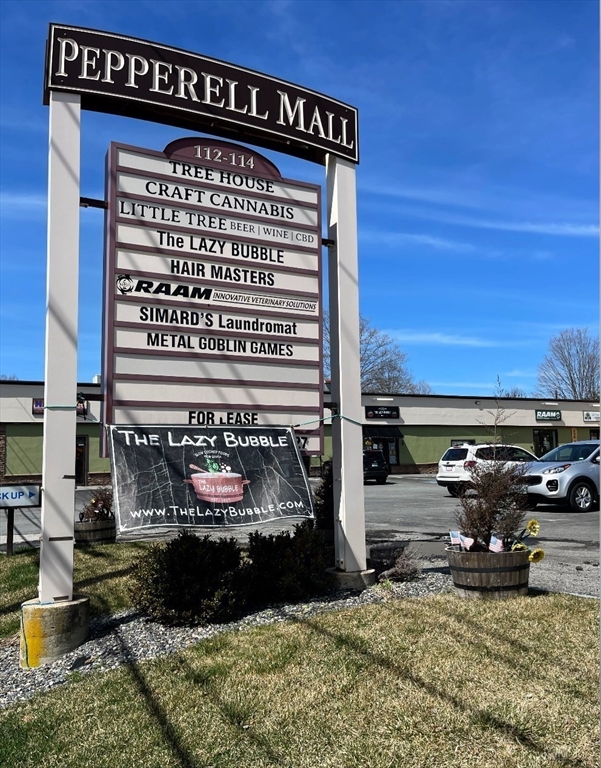 PEPPERELL MALL
112-114
TREE HOUSE
CRAFT CANNABIS
LITTLE TREE BEER | WINE | CBD
The LAZY BUBBLE
HAIR MASTERS
RAAM INNOVATIVE VETERINARY SOLUTIONS
SIMARD'S Laundromat
METAL GOBLIN GAMES
FOR LEASE
THE LAZY BUBBLE
THE
LAZY BUBBLE
WWW.THELAZYBUBBLE.COM
CK UP
RAAM